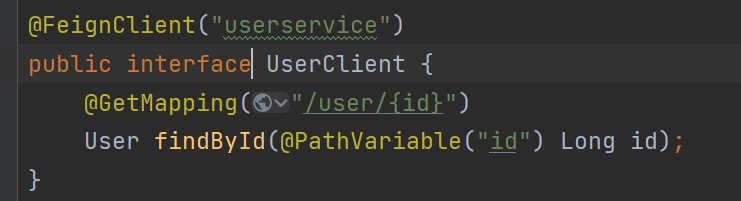 @FeignClient("userservice")
public interface UserClient {
@GetMapping("/user/{id}")
User findById(@PathVariable("id") Long id);
}